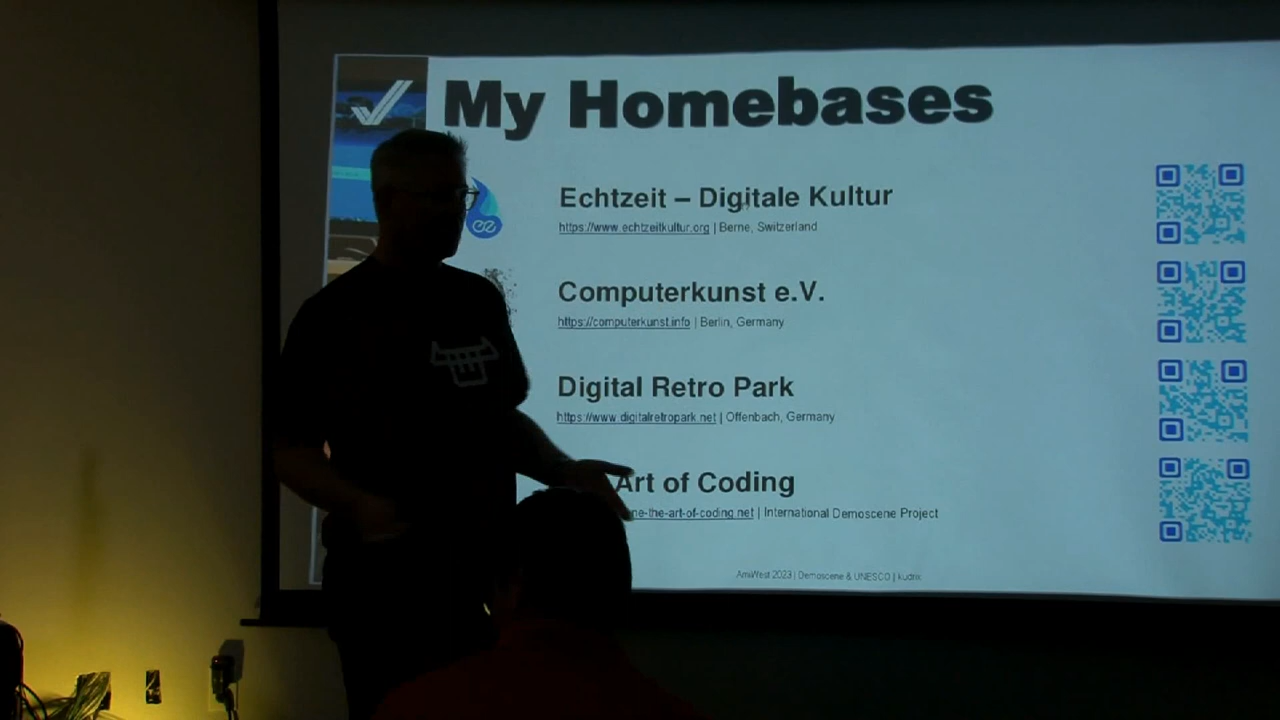 My Homebases
Echtzeit – Digitale Kultur
https://www.echtzeitkultur.org | Berne, Switzerland
Computerkunst e.V.
https://computerkunst.info | Berlin, Germany
Digital Retro Park
https://www.digitalretropark.net | Offenbach, Germany
Art of Coding
ne-the-art-of-coding.net | International Demoscene Project
AmiWest 2023 | Demoscene & UNESCO | kudrix